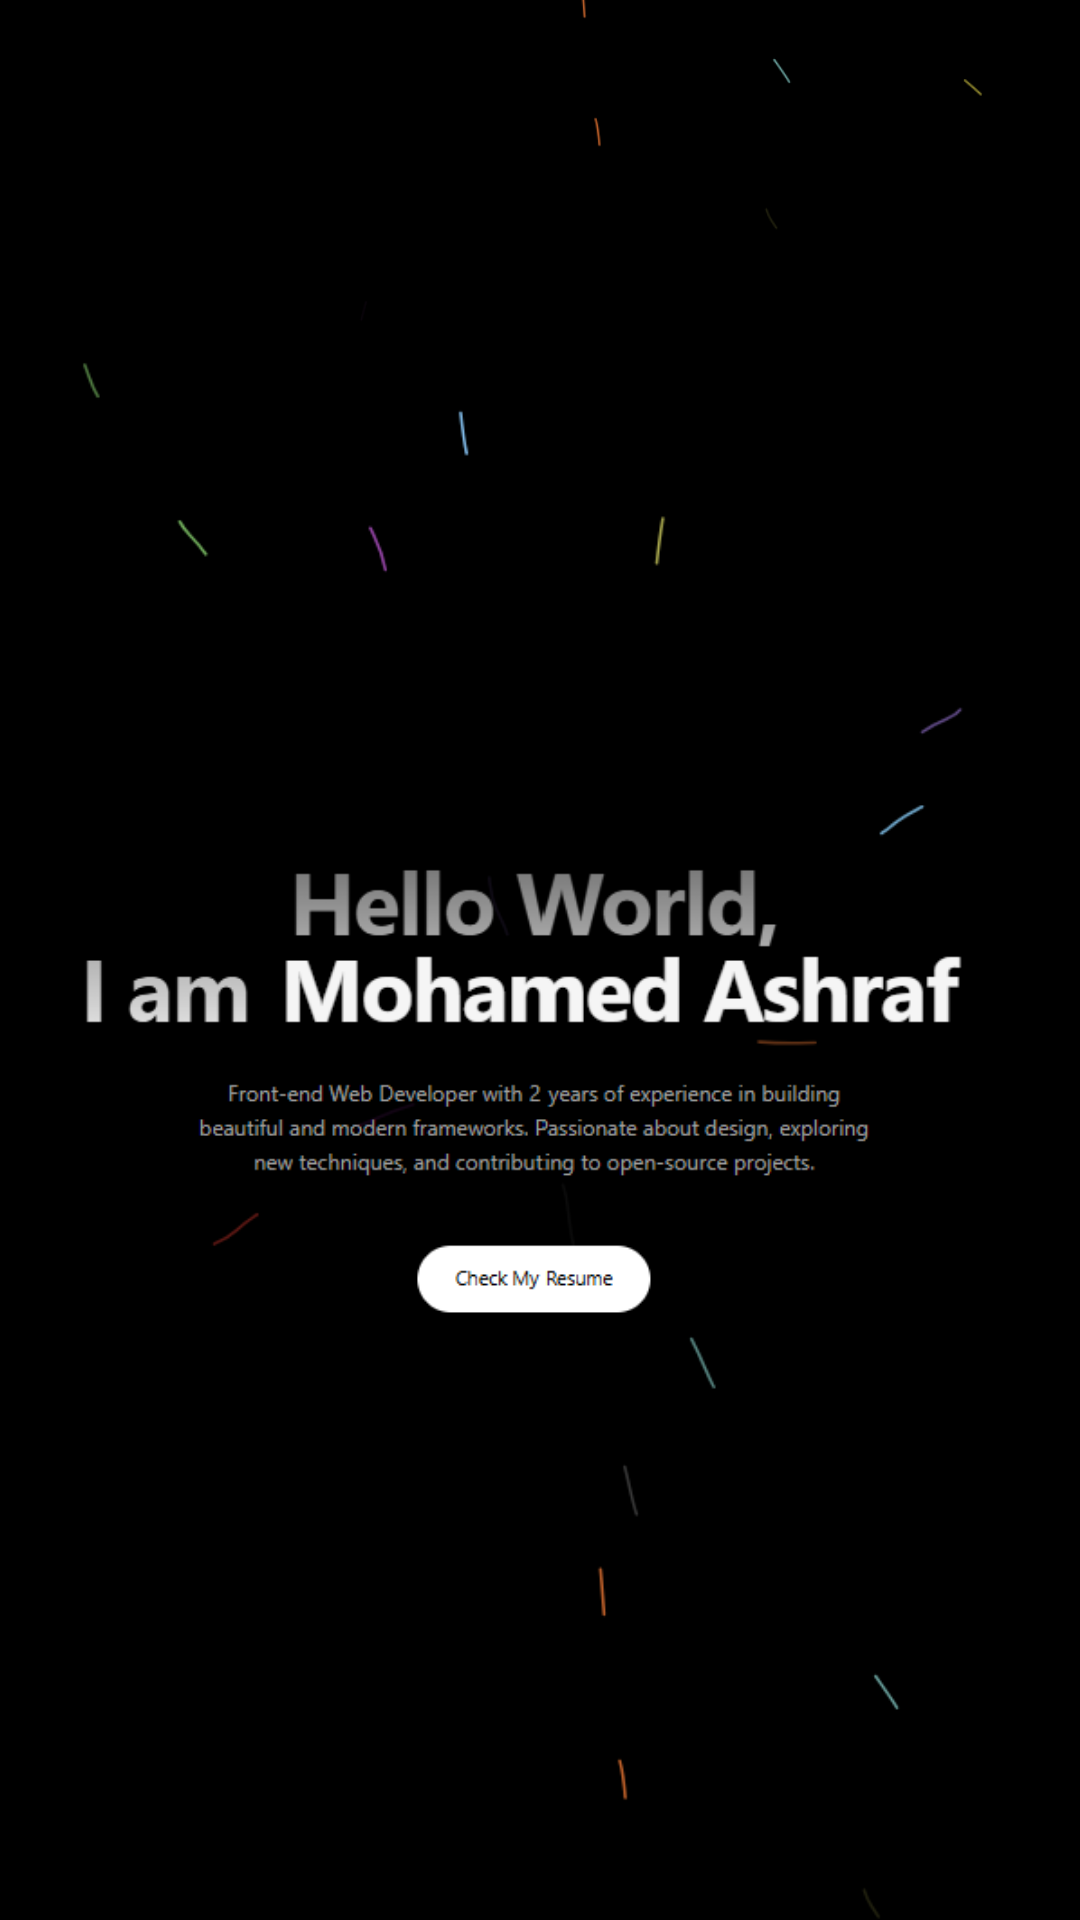 Hello World,
I am Mohamed Ashraf
Front-end Web Developer with 2 years of experience in building
beautiful and modern frameworks. Passionate about design, exploring
new techniques, and contributing to open-source projects.
Check My Resume